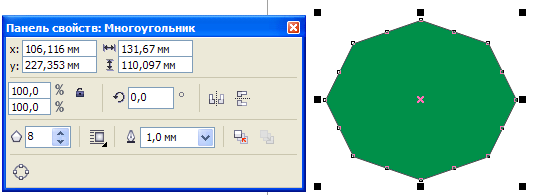 Панель свойств: Многоугольник
x: 106,116 мм 131,67 мм
y: 227,353 мм 110,097 мм
100,0 % 0,0 °
100,0 %
8 1,0 мм